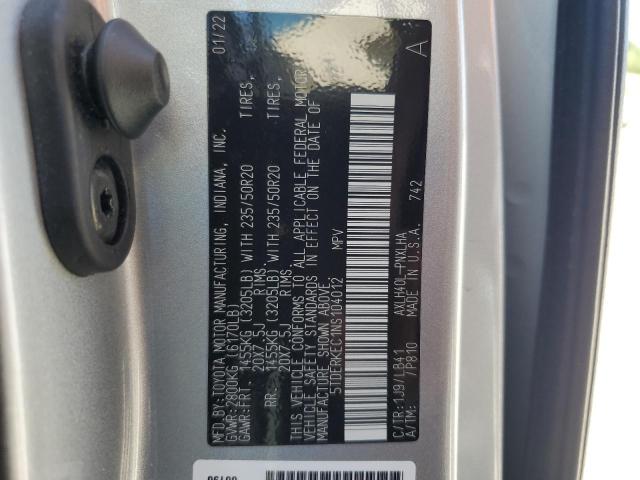 MFD.BY:TOYOTA MOTOR MANUFACTURING, INDIANA, INC. 01/22
GVWR:2800KG (6170LB)
GAWR:FRT. 1455KG (3205LB) WITH 235/50R20 TIRES,
20X7.5J RIMS.
RR. 1455KG (3205LB) WITH 235/50R20 TIRES,
20X7.5J RIMS.
THIS VEHICLE CONFORMS TO ALL APPLICABLE FEDERAL MOTOR
VEHICLE SAFETY STANDARDS IN EFFECT ON THE DATE OF
MANUFACTURE SHOWN ABOVE.
5TDERKEC1NS104012 MPV
C/TR:1J9/LB41 AXLH40L-PNXLHA 742
A/TM: /P810 MADE IN U.S.A.
A